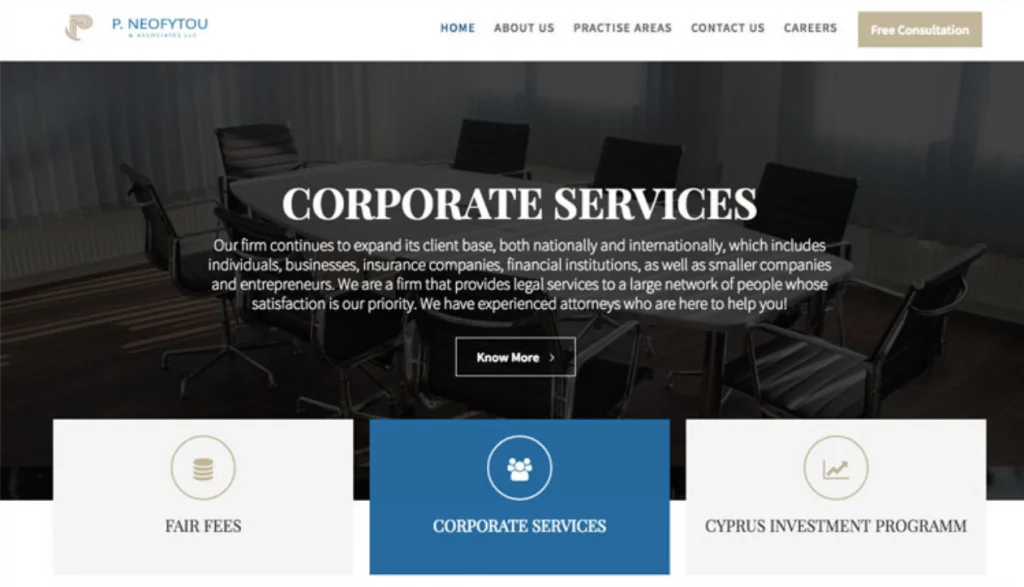 P. NEOFYTOU
& ASSOCIATES LLC
HOME ABOUT US PRACTISE AREAS CONTACT US CAREERS Free Consultation
CORPORATE SERVICES
Our firm continues to expand its client base, both nationally and internationally, which includes
individuals, businesses, insurance companies, financial institutions, as well as smaller companies
and entrepreneurs. We are a firm that provides legal services to a large network of people whose
satisfaction is our priority. We have experienced attorneys who are here to help you!
Know More >
FAIR FEES
CORPORATE SERVICES
CYPRUS INVESTMENT PROGRAMM